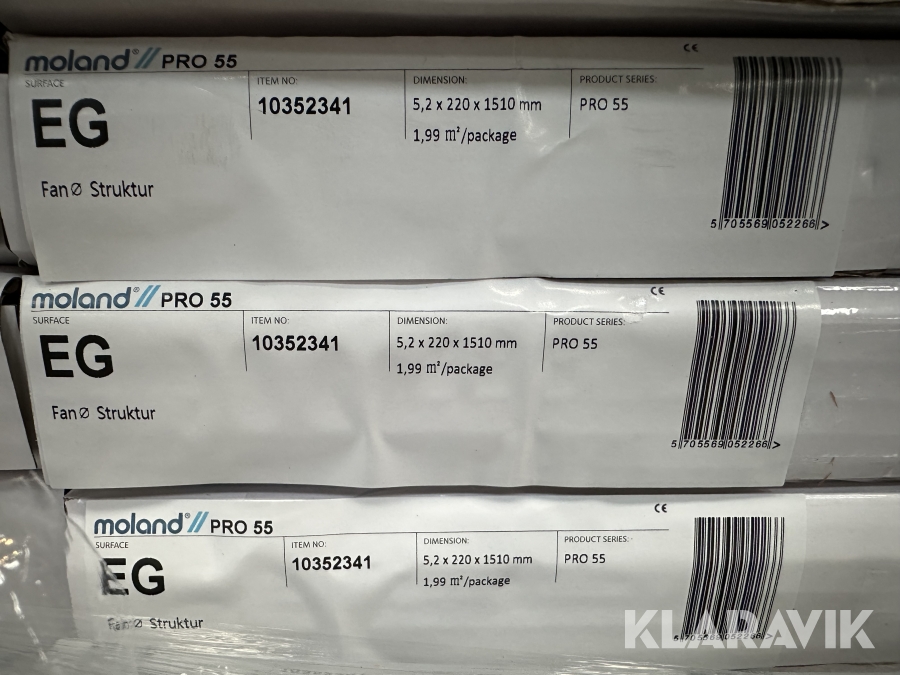 moland® PRO 55
CE
SURFACE
EG
ITEM NO:
10352341
DIMENSION:
5,2 x 220 x 1510 mm
1,99 m²/package
PRODUCT SERIES:
PRO 55
FanØ Struktur
5 705569 052266 >
moland® PRO 55
CE
SURFACE
EG
ITEM NO:
10352341
DIMENSION:
5,2 x 220 x 1510 mm
1,99 m²/package
PRODUCT SERIES:
PRO 55
FanØ Struktur
5 705569 052266 >
moland® PRO 55
CE
SURFACE
EG
ITEM NO:
10352341
DIMENSION:
5,2 x 220 x 1510 mm
1,99 m²/package
PRODUCT SERIES:
PRO 55
FanØ Struktur
5 705569 052266 >
KLARAVIK